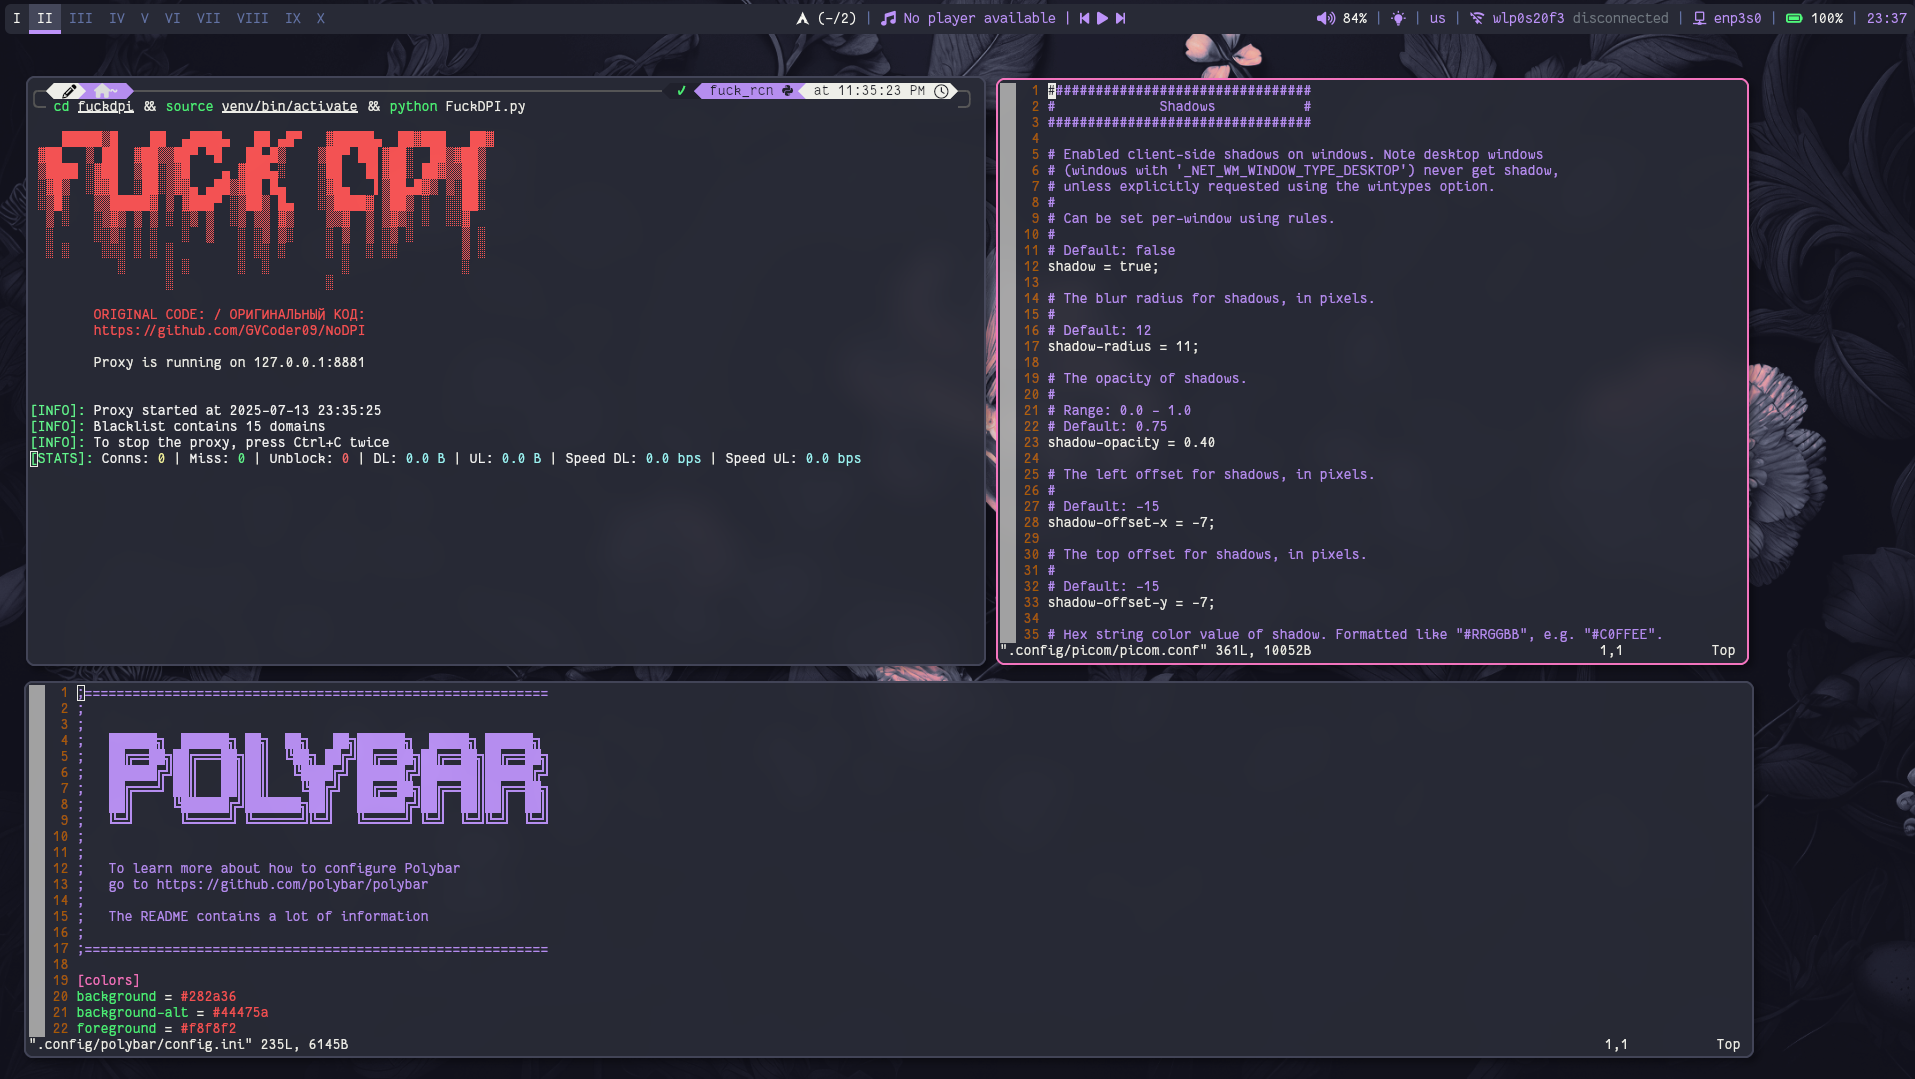 I II III IV V VI VII VIII IX X
(-/2) | No player available |
84% | | us | wlp0s20f3 disconnected | enp3s0 | 100% | 23:37
~
✓ fuck_rcn at 11:35:23 PM
cd fuckdpi && source venv/bin/activate && python FuckDPI.py
FUCK DPI
ORIGINAL CODE: / ОРИГИНАЛЬНЫЙ КОД:
https://github.com/GVCoder09/NoDPI
Proxy is running on 127.0.0.1:8881
[INFO]: Proxy started at 2025-07-13 23:35:25
[INFO]: Blacklist contains 15 domains
[INFO]: To stop the proxy, press Ctrl+C twice
[STATS]: Conns: 0 | Miss: 0 | Unblock: 0 | DL: 0.0 B | UL: 0.0 B | Speed DL: 0.0 bps | Speed UL: 0.0 bps
1 #################################
2 # Shadows #
3 #################################
4
5 # Enabled client-side shadows on windows. Note desktop windows
6 # (windows with '_NET_WM_WINDOW_TYPE_DESKTOP') never get shadow,
7 # unless explicitly requested using the wintypes option.
8 #
9 # Can be set per-window using rules.
10 #
11 # Default: false
12 shadow = true;
13
14 # The blur radius for shadows, in pixels.
15 #
16 # Default: 12
17 shadow-radius = 11;
18
19 # The opacity of shadows.
20 #
21 # Range: 0.0 - 1.0
22 # Default: 0.75
23 shadow-opacity = 0.40
24
25 # The left offset for shadows, in pixels.
26 #
27 # Default: -15
28 shadow-offset-x = -7;
29
30 # The top offset for shadows, in pixels.
31 #
32 # Default: -15
33 shadow-offset-y = -7;
34
35 # Hex string color value of shadow. Formatted like "#RRGGBB", e.g. "#C0FFEE".
".config/picom/picom.conf" 361L, 10052B 1,1 Top
1 ;==========================================================
2 ;
3 ;
4 ;
5 ;
6 ;
POLYBAR
7 ;
8 ;
9 ;
10 ;
11 ;
12 ; To learn more about how to configure Polybar
13 ; go to https://github.com/polybar/polybar
14 ;
15 ; The README contains a lot of information
16 ;
17 ;==========================================================
18
19 [colors]
20 background = #282a36
21 background-alt = #44475a
22 foreground = #f8f8f2
".config/polybar/config.ini" 235L, 6145B 1,1 Top